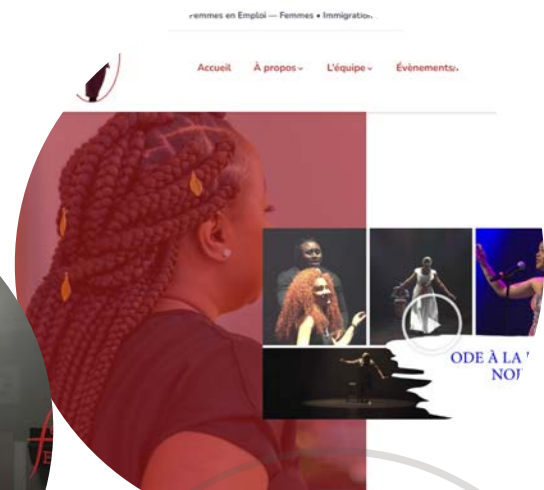 Femmes en Emploi — Femmes • Immigration
Accueil À propos L'équipe Évènements
ODE À LA